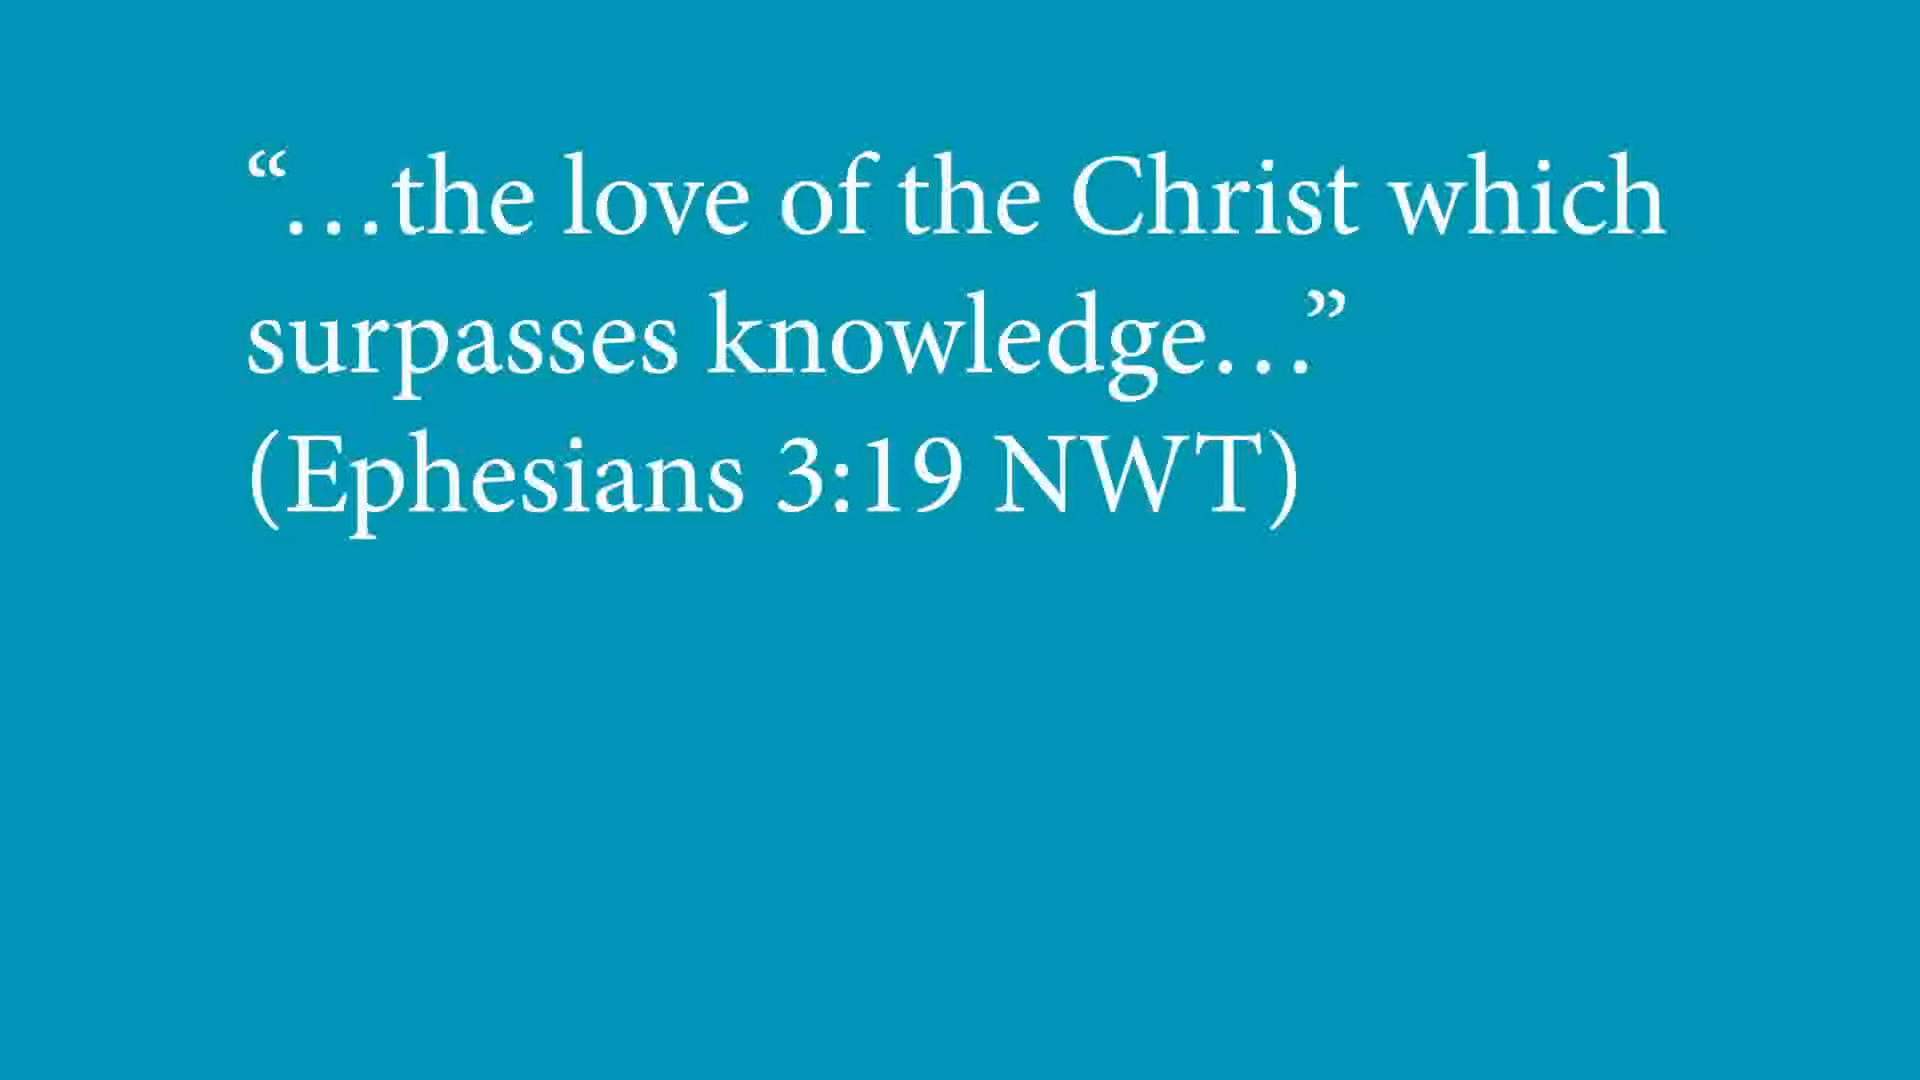 “…the love of the Christ which
surpasses knowledge…”
(Ephesians 3:19 NWT)